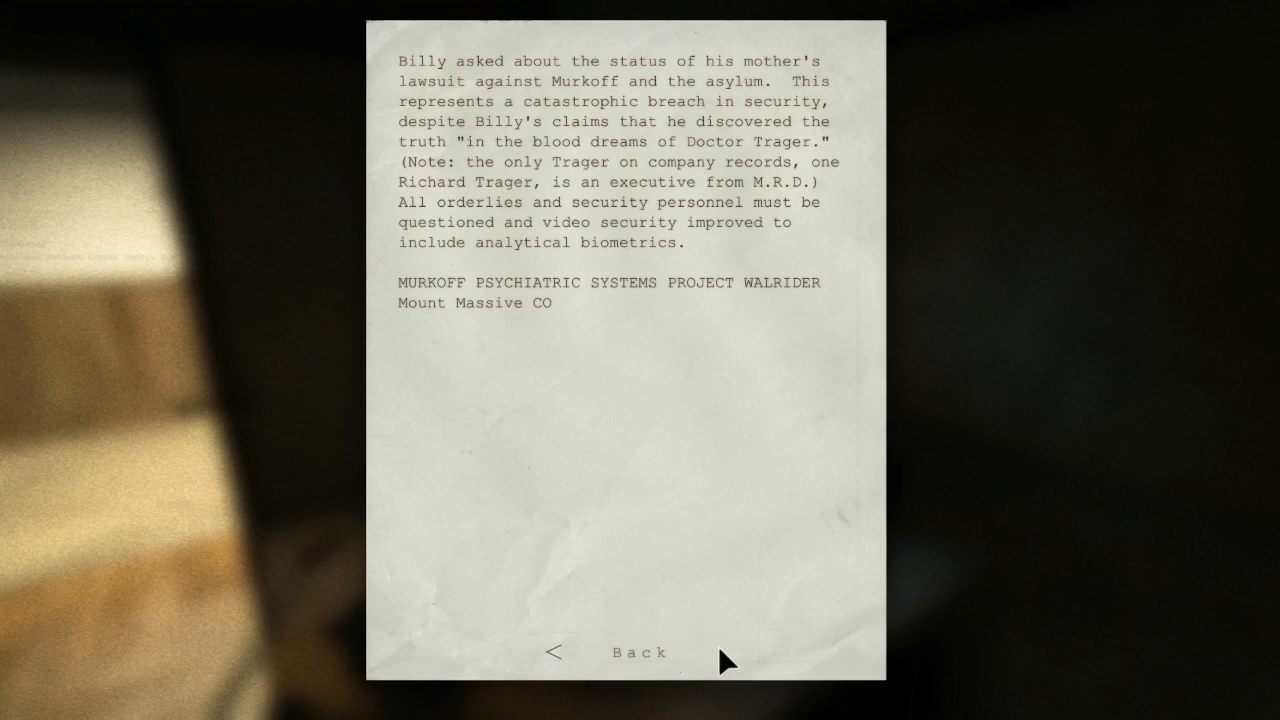 Billy asked about the status of his mother's
lawsuit against Murkoff and the asylum.  This
represents a catastrophic breach in security,
despite Billy's claims that he discovered the
truth "in the blood dreams of Doctor Trager."
(Note: the only Trager on company records, one
Richard Trager, is an executive from M.R.D.)
All orderlies and security personnel must be
questioned and video security improved to
include analytical biometrics.

MURKOFF PSYCHIATRIC SYSTEMS PROJECT WALRIDER
Mount Massive CO
< Back